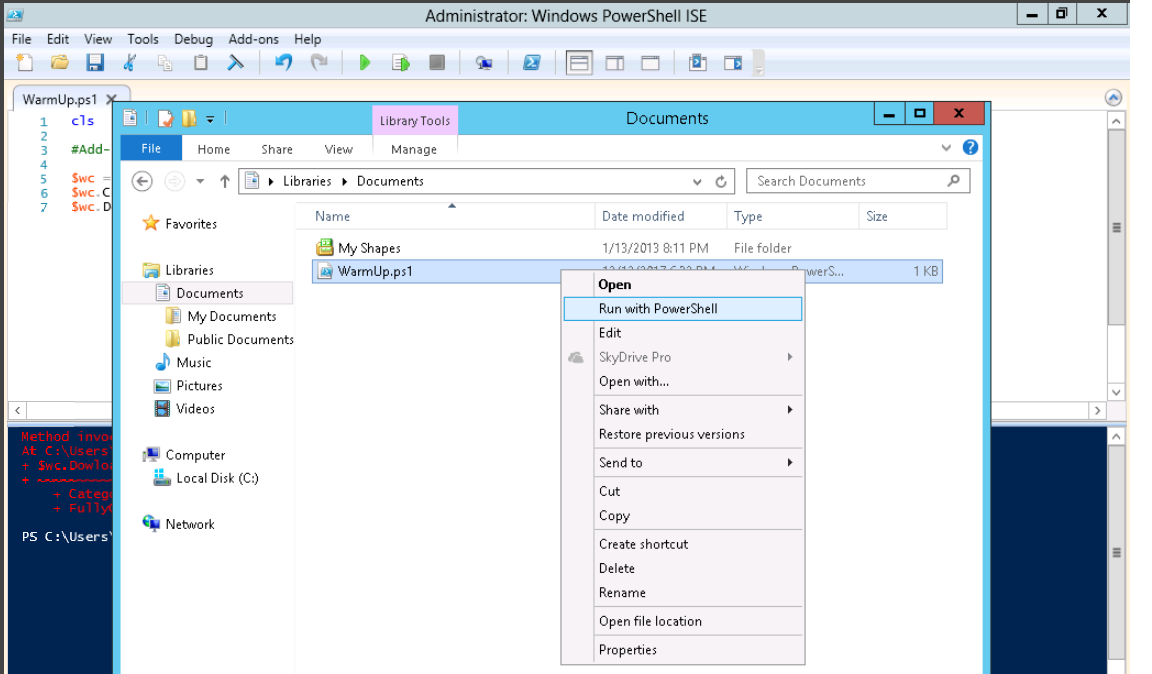 Administrator: Windows PowerShell ISE
File Edit View Tools Debug Add-ons Help
WarmUp.ps1
1 cls
2
3 #Add-
4
5 $wc =
6 $wc.C
7 $wc.D
Library Tools
Documents
File Home Share View Manage
Libraries Documents
Search Documents
Name Date modified Type Size
Favorites
My Shapes 1/13/2013 8:11 PM File folder
WarmUp.ps1 1 KB
Libraries
Documents
My Documents
Public Documents
Music
Pictures
Videos
Computer
Local Disk (C:)
Network
Open
Run with PowerShell
Edit
SkyDrive Pro
Open with...
Share with
Restore previous versions
Send to
Cut
Copy
Create shortcut
Delete
Rename
Open file location
Properties
Method invo
At C:\Users
+ $wc.Dowloa
+ Catego
+ FullyQ
PS C:\Users\